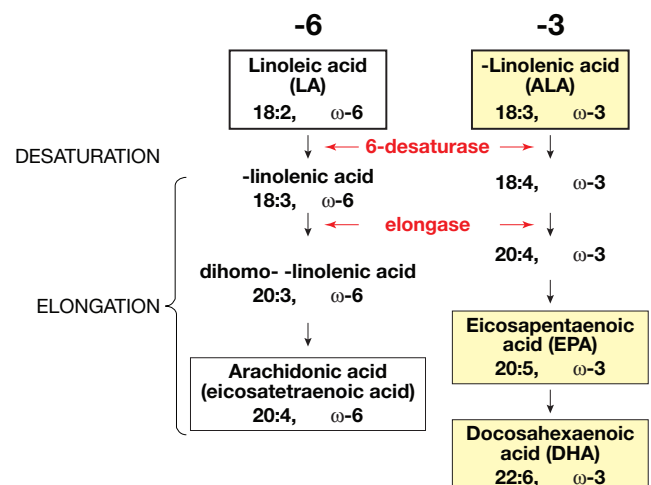 -6
-3
Linoleic acid
(LA)
18:2, ω-6
-Linolenic acid
(ALA)
18:3, ω-3
DESATURATION
6-desaturase
-linolenic acid
18:3, ω-6
18:4, ω-3
elongase
20:4, ω-3
dihomo- -linolenic acid
20:3, ω-6
ELONGATION
Eicosapentaenoic
acid (EPA)
20:5, ω-3
Arachidonic acid
(eicosatetraenoic acid)
20:4, ω-6
Docosahexaenoic
acid (DHA)
22:6, ω-3